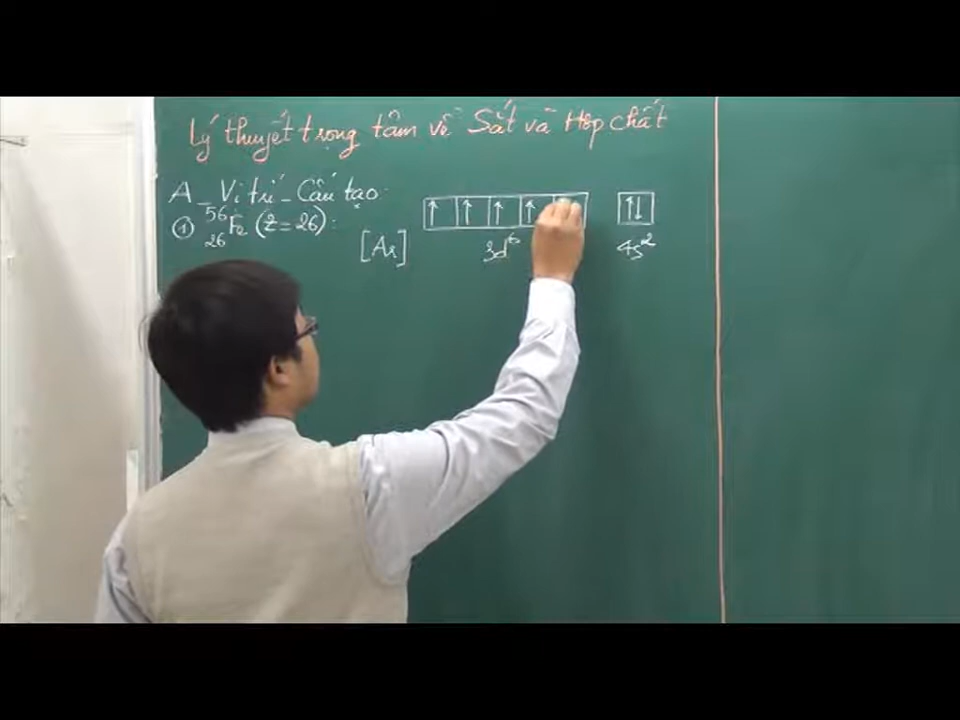 Lý thuyết trọng tâm về Sắt và Hợp chất
A _ Vị trí _ Cấu tạo:
① ⁵⁶₂₆Fe (Z = 26):
[Ar] 3d⁶ 4s²
↑ ↑ ↑ ↑ ↑↓